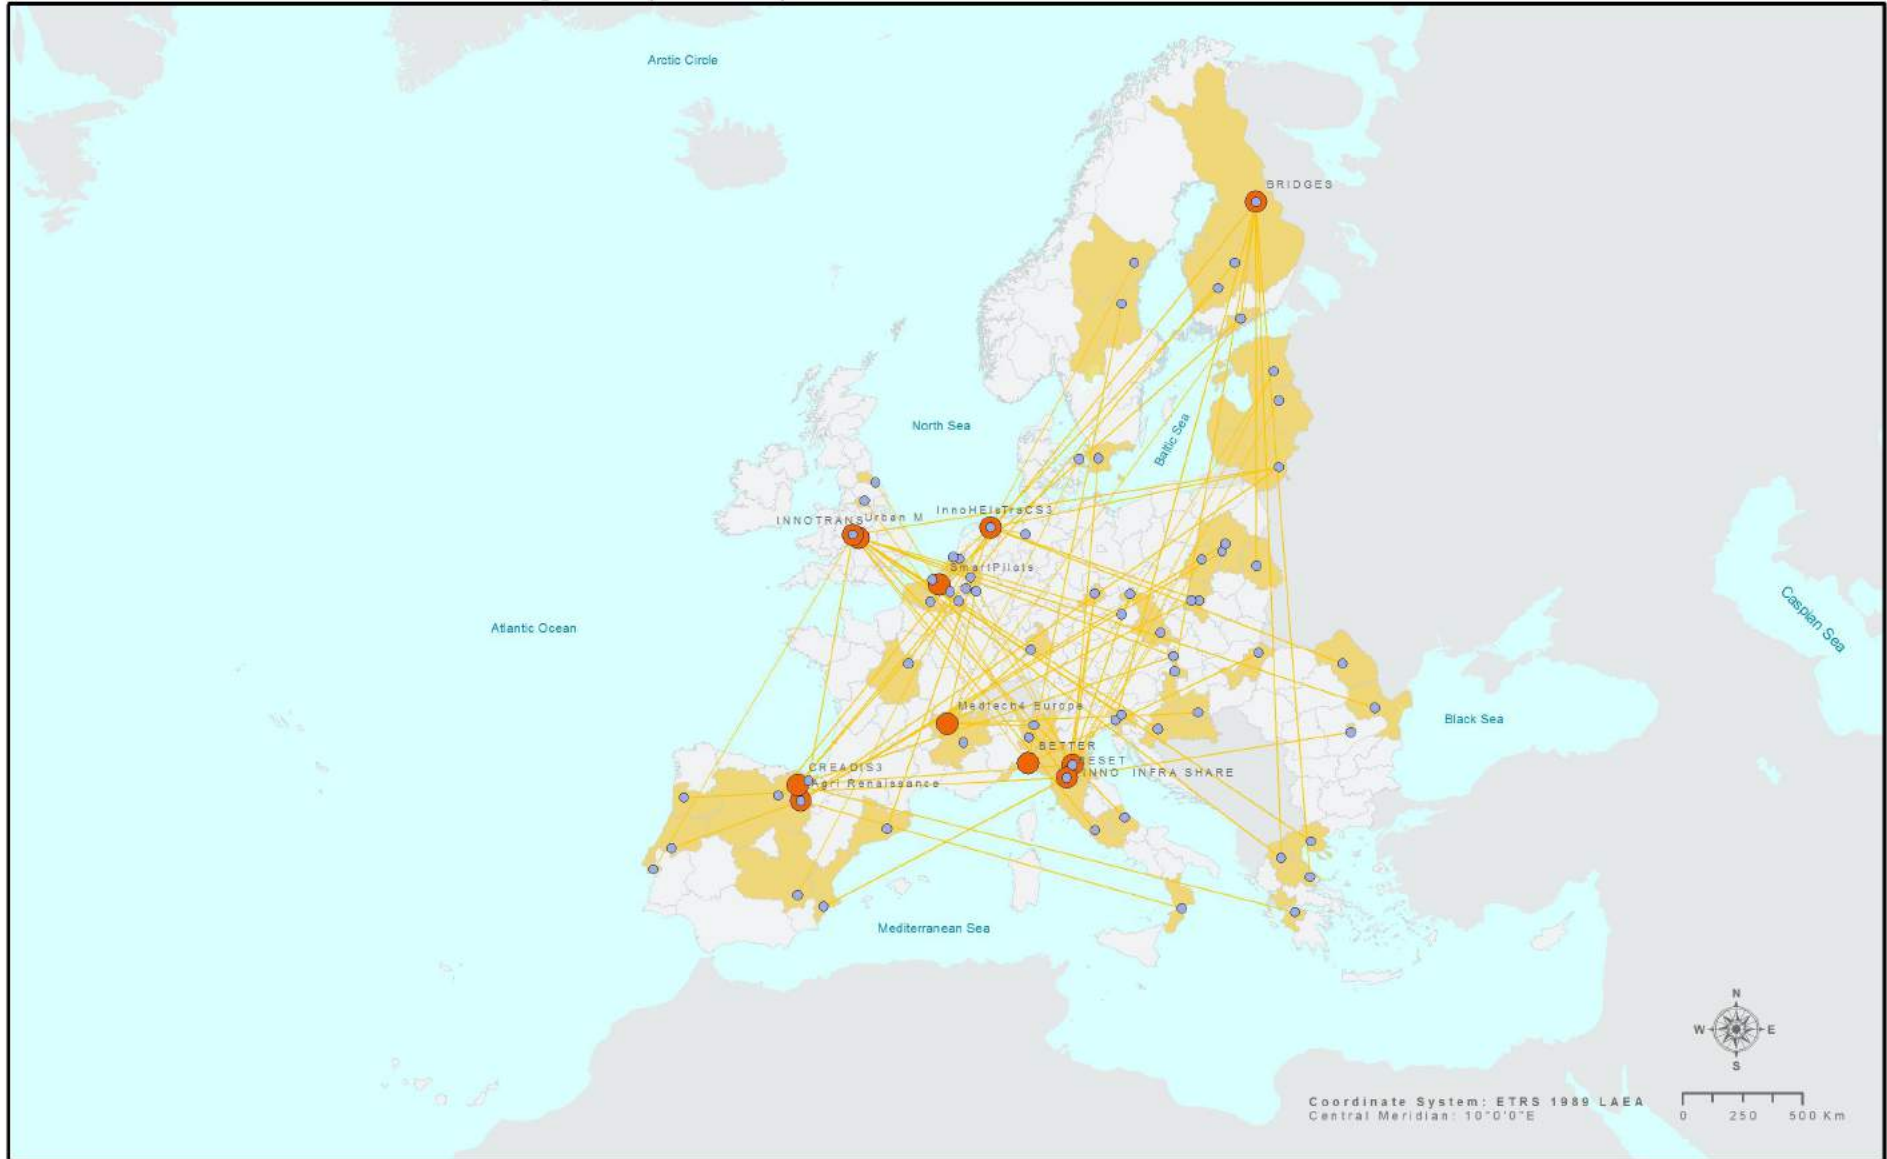 Arctic Circle
BRIDGES
North Sea
Baltic Sea
INNOTRANS
Urban M
InnoHEIsTraCS3
SmartPilots
Caspian Sea
Atlantic Ocean
Medtech4 Europe
Black Sea
BETTER
RESET
CREADIS3
INNO INFRA SHARE
Agri Renaissance
Mediterranean Sea
N
W E
S
Coordinate System: ETRS 1989 LAEA
Central Meridian: 10°0'0"E
0 250 500 Km